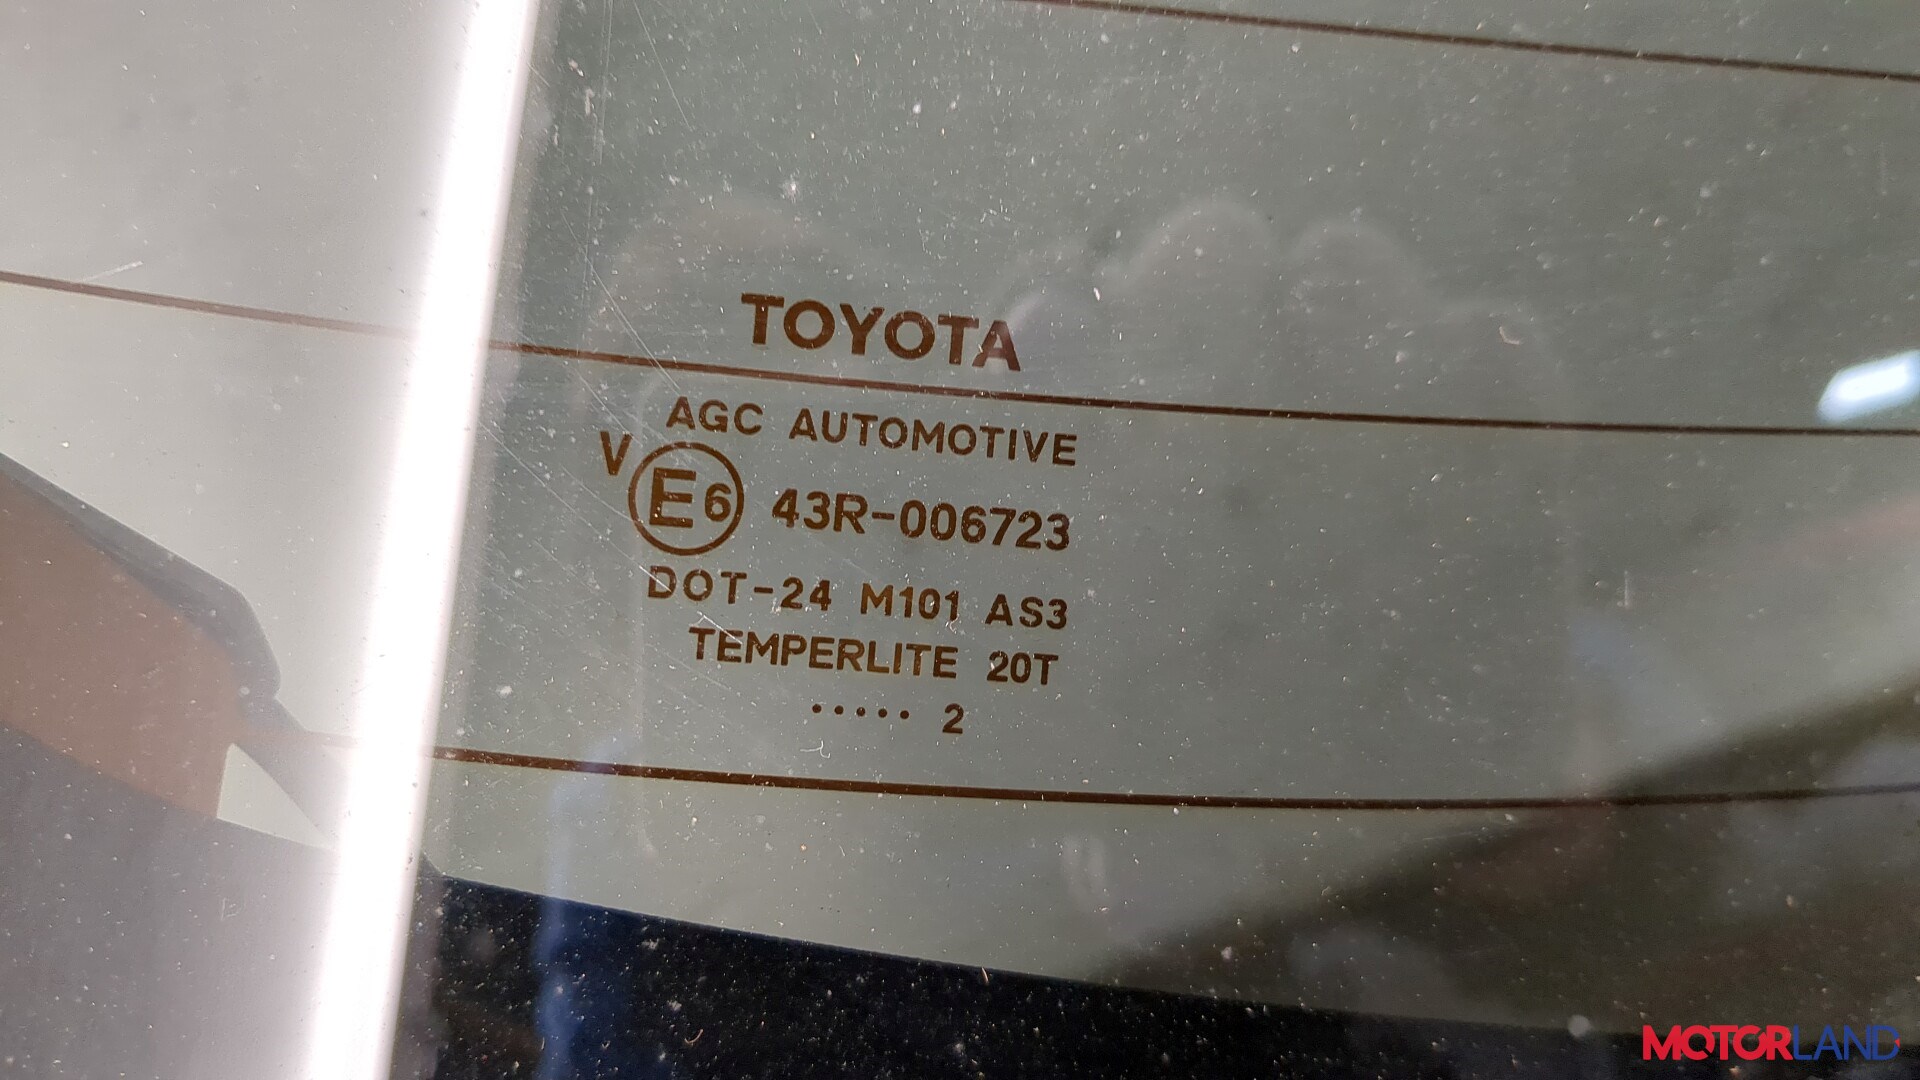 TOYOTA
AGC AUTOMOTIVE
V E6 43R-006723
DOT-24 M101 AS3
TEMPERLITE 20T
••••• 2
MOTORLAND